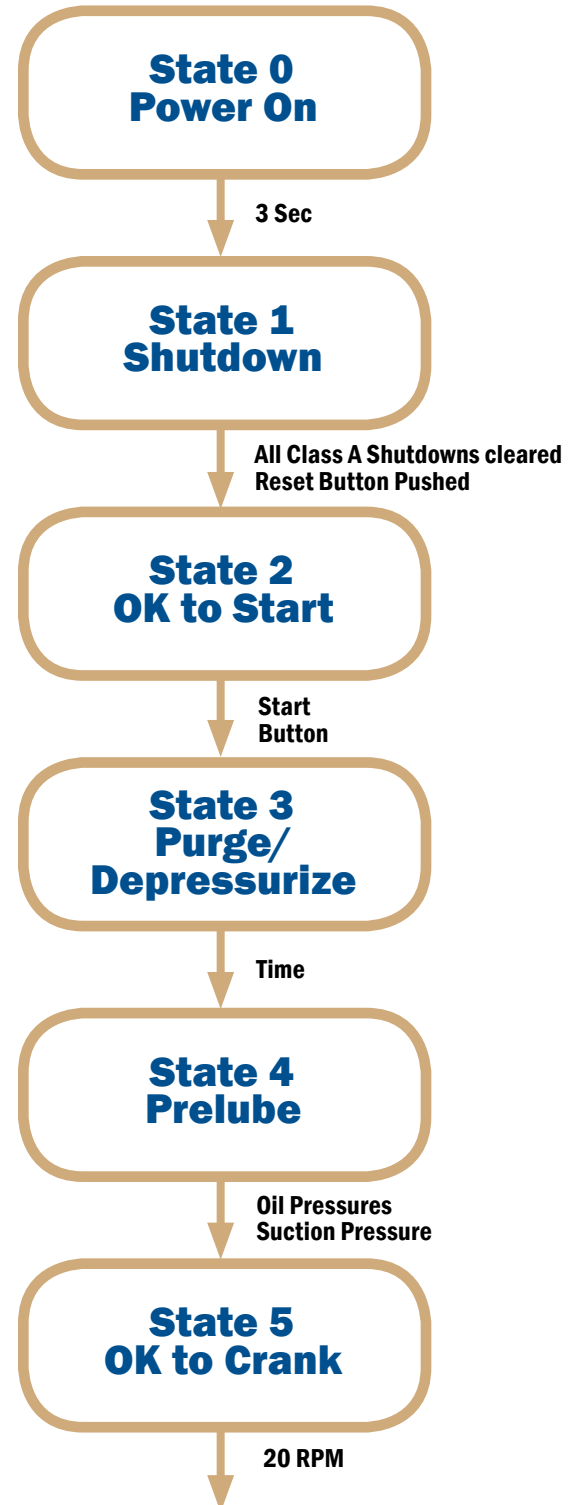 State 0
Power On
3 Sec
State 1
Shutdown
All Class A Shutdowns cleared
Reset Button Pushed
State 2
OK to Start
Start
Button
State 3
Purge/
Depressurize
Time
State 4
Prelube
Oil Pressures
Suction Pressure
State 5
OK to Crank
20 RPM